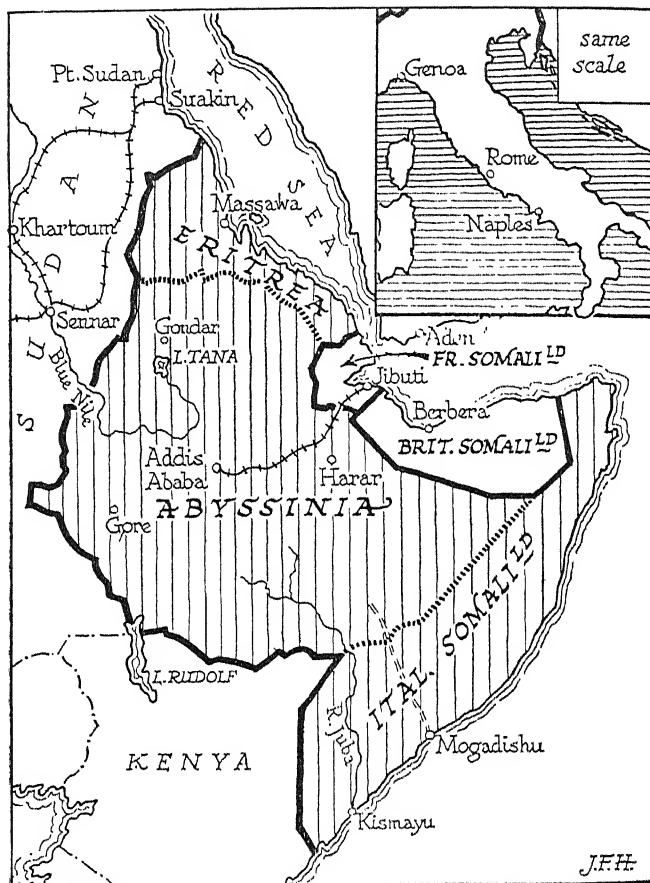 same
scale
Genoa
Rome
Naples
Pt. Sudan
Suakin
RED SEA
SUDAN
Khartoum
Massawa
ERITREA
Sennar
Gondar
L.TANA
Blue Nile
Aden
FR. SOMALI LD
Jibuti
Berbera
BRIT. SOMALI LD
Addis
Ababa
Harar
ABYSSINIA
Gore
ITAL. SOMALI LD
L. RUDOLF
R. Juba
KENYA
Mogadishu
Kismayu
J.F.H.